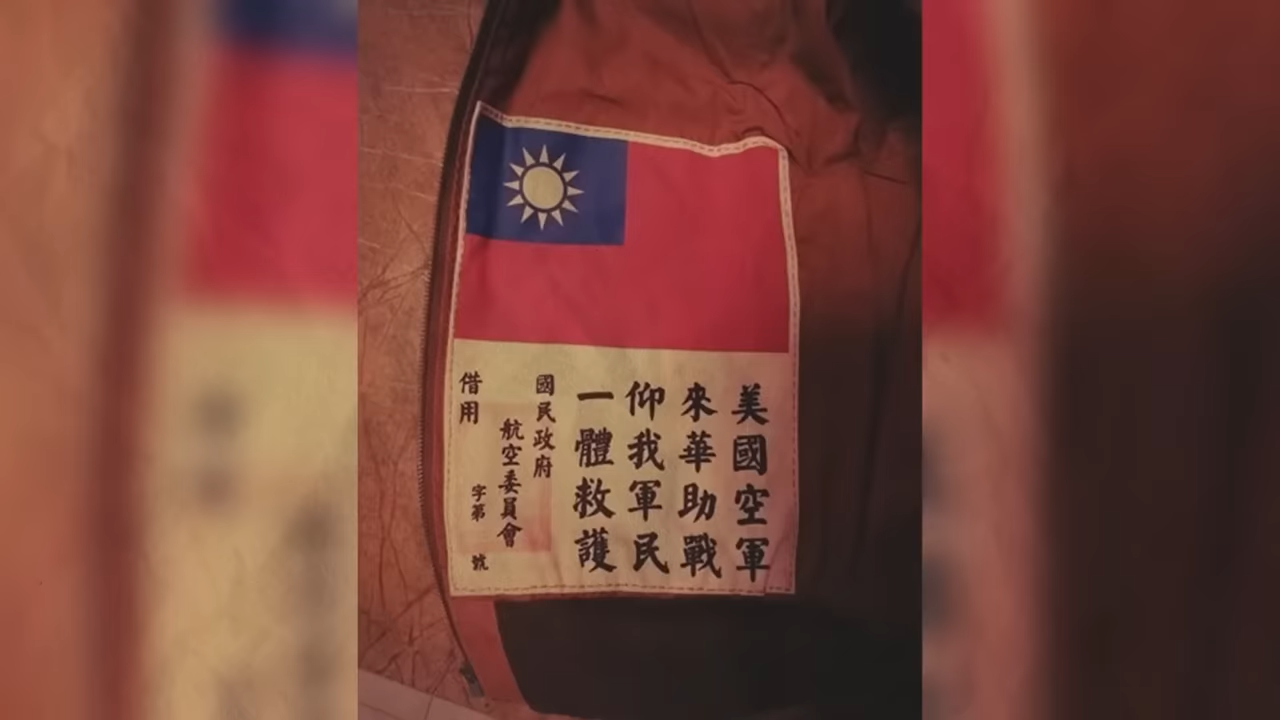 美國空軍
來華助戰
仰我軍民
一體救護
國民政府
航空委員會
借用
字第
號